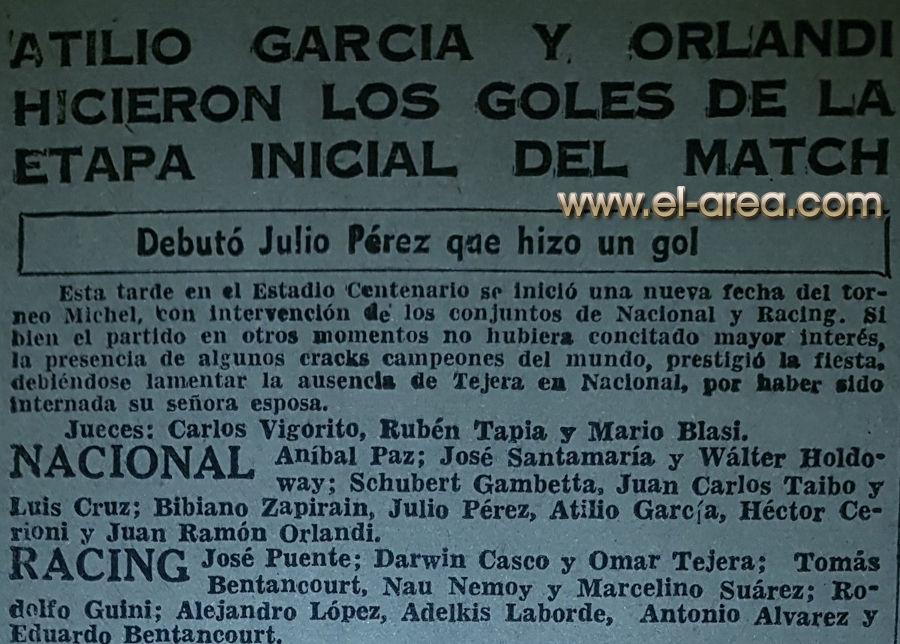 ATILIO GARCIA Y ORLANDI
HICIERON LOS GOLES DE LA
ETAPA INICIAL DEL MATCH
www.el-area.com
Debutó Julio Pérez que hizo un gol
Esta tarde en el Estadio Centenario se inició una nueva fecha del tor-
neo Michel, con intervención de los conjuntos de Nacional y Racing. Si
bien el partido en otros momentos no hubiera concitado mayor interés,
la presencia de algunos cracks campeones del mundo, prestigió la fiesta,
debiéndose lamentar la ausencia de Tejera en Nacional, por haber sido
internada su señora esposa.
Jueces: Carlos Vigorito, Rubén Tapia y Mario Blasi.
NACIONAL Aníbal Paz; José Santamaría y Wálter Holdo-
way; Schubert Gambetta, Juan Carlos Taibo y
Luis Cruz; Bibiano Zapirain, Julio Pérez, Atilio García, Héctor Ce-
rioni y Juan Ramón Orlandi.
RACING José Puente; Darwin Casco y Omar Tejera; Tomás
Bentancourt, Nau Nemoy y Marcelino Suárez; Ro-
dolfo Guini; Alejandro López, Adelkis Laborde, Antonio Alvarez y
Eduardo Bentancourt.